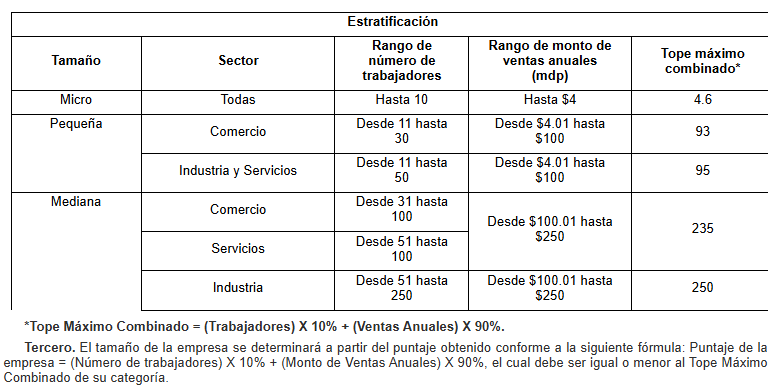 Estratificación
Tamaño Sector Rango de número de trabajadores Rango de monto de ventas anuales (mdp) Tope máximo combinado*
Micro Todas Hasta 10 Hasta $4 4.6
Pequeña Comercio Desde 11 hasta 30 Desde $4.01 hasta $100 93
Industria y Servicios Desde 11 hasta 50 Desde $4.01 hasta $100 95
Mediana Comercio Desde 31 hasta 100 Desde $100.01 hasta $250 235
Servicios Desde 51 hasta 100
Industria Desde 51 hasta 250 Desde $100.01 hasta $250 250
*Tope Máximo Combinado = (Trabajadores) X 10% + (Ventas Anuales) X 90%.
Tercero. El tamaño de la empresa se determinará a partir del puntaje obtenido conforme a la siguiente fórmula: Puntaje de la
empresa = (Número de trabajadores) X 10% + (Monto de Ventas Anuales) X 90%, el cual debe ser igual o menor al Tope Máximo
Combinado de su categoría.